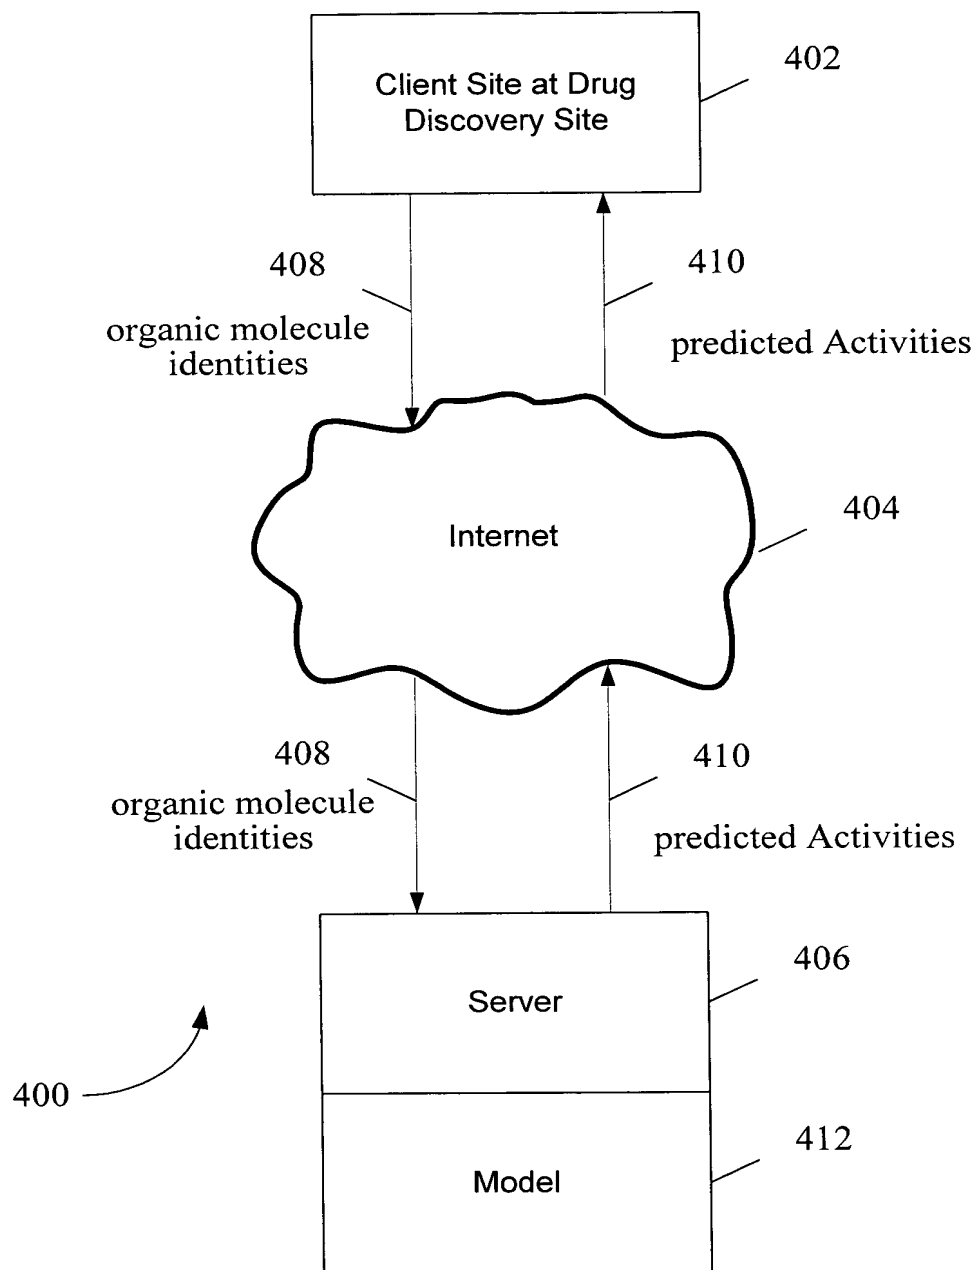 402
Client Site at Drug
Discovery Site
408
410
organic molecule
identities
predicted Activities
404
Internet
408
410
organic molecule
identities
predicted Activities
406
Server
400
412
Model